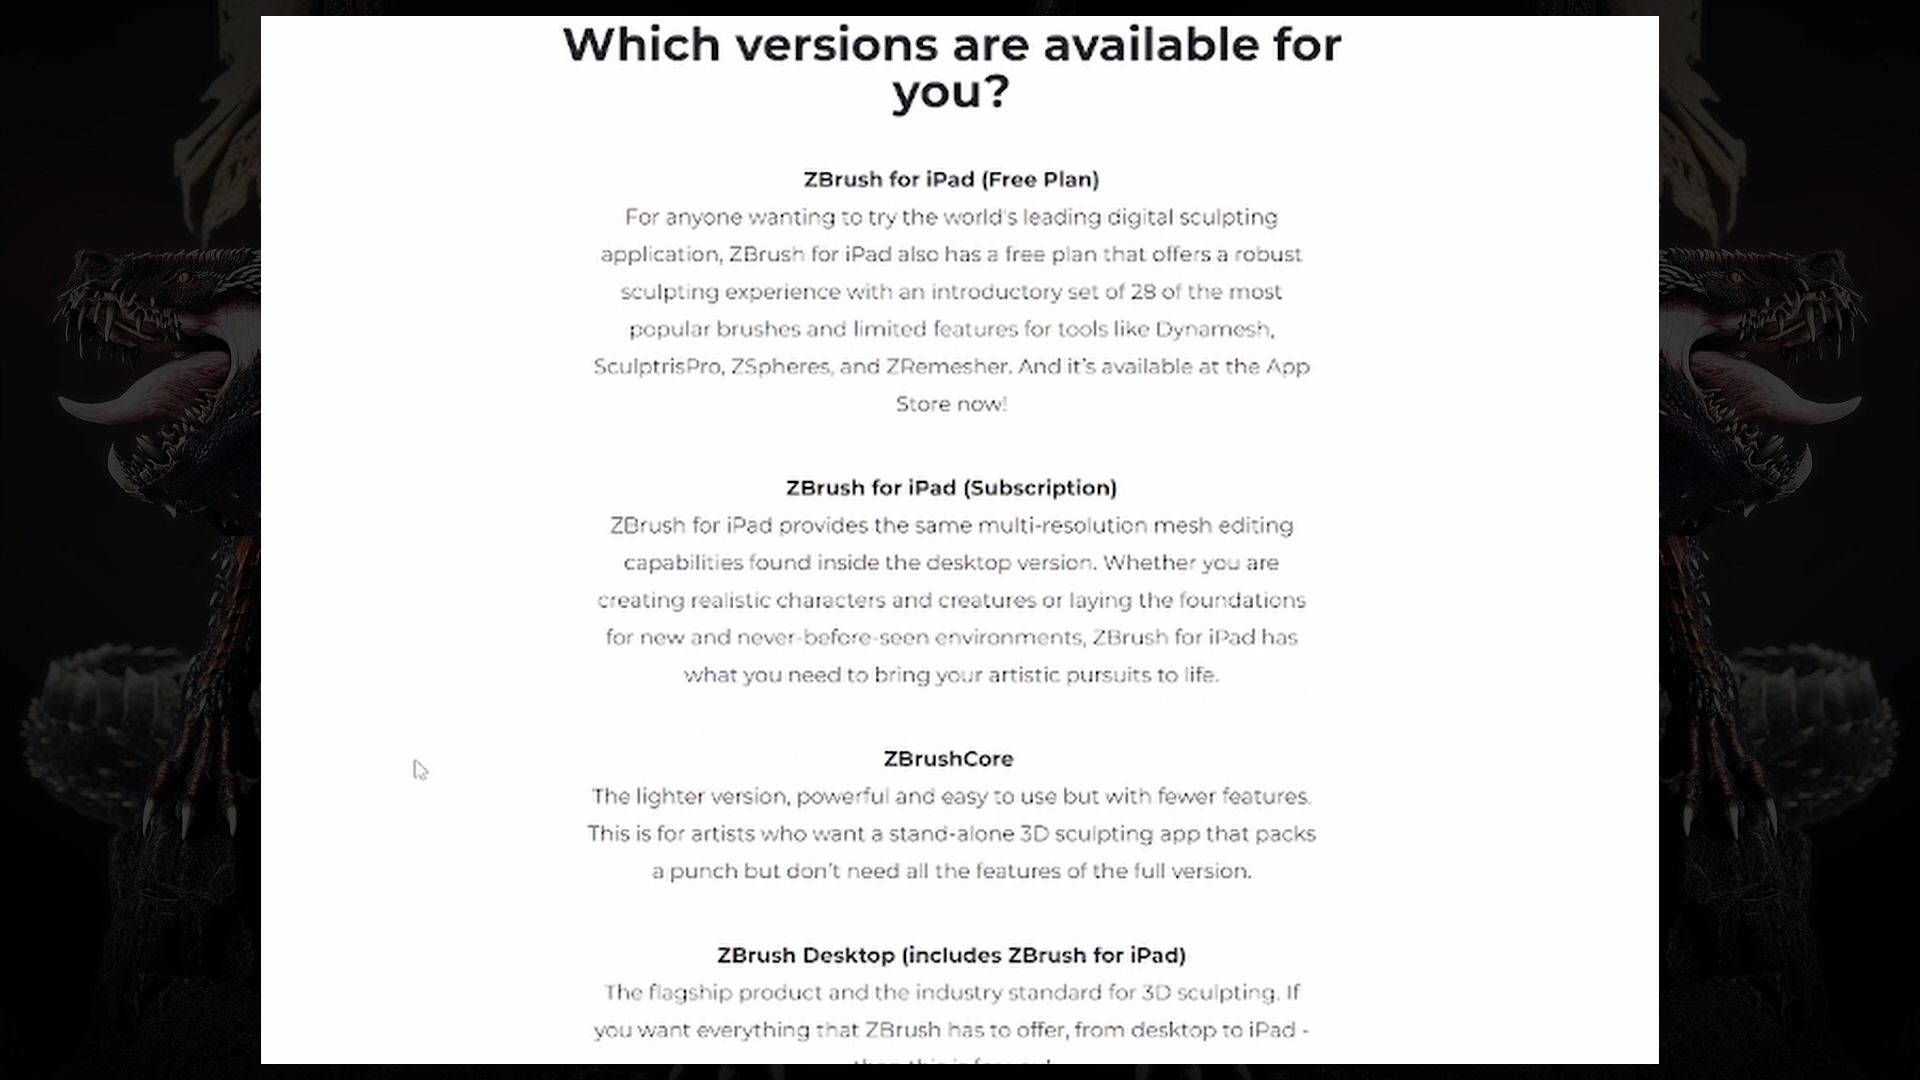 Which versions are available for
you?
ZBrush for iPad (Free Plan)
For anyone wanting to try the world's leading digital sculpting
application, ZBrush for iPad also has a free plan that offers a robust
sculpting experience with an introductory set of 28 of the most
popular brushes and limited features for tools like Dynamesh,
SculptrisPro, ZSpheres, and ZRemesher. And it's available at the App
Store now!
ZBrush for iPad (Subscription)
ZBrush for iPad provides the same multi-resolution mesh editing
capabilities found inside the desktop version. Whether you are
creating realistic characters and creatures or laying the foundations
for new and never-before-seen environments, ZBrush for iPad has
what you need to bring your artistic pursuits to life.
ZBrushCore
The lighter version, powerful and easy to use but with fewer features.
This is for artists who want a stand-alone 3D sculpting app that packs
a punch but don't need all the features of the full version.
ZBrush Desktop (includes ZBrush for iPad)
The flagship product and the industry standard for 3D sculpting. If
you want everything that ZBrush has to offer, from desktop to iPad -